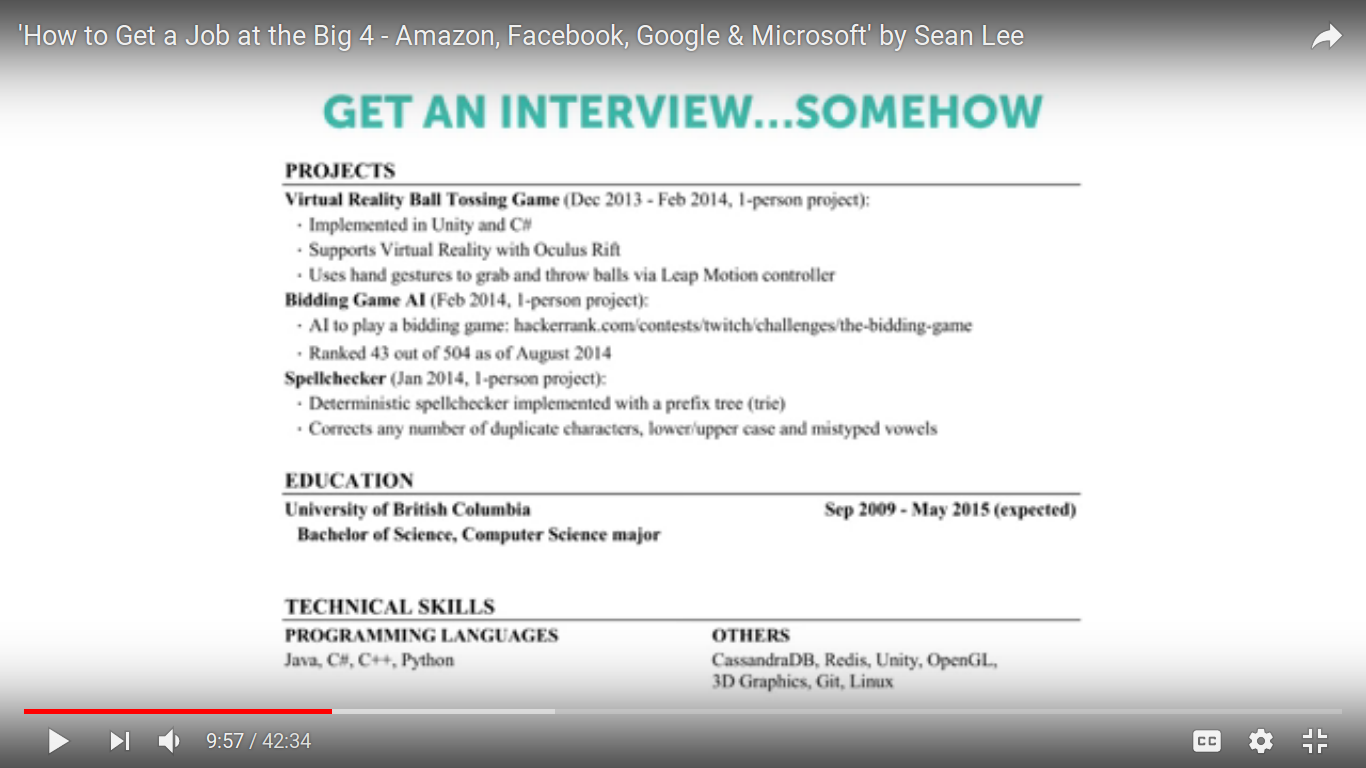 'How to Get a Job at the Big 4 - Amazon, Facebook, Google & Microsoft' by Sean Lee
GET AN INTERVIEW...SOMEHOW
PROJECTS
Virtual Reality Ball Tossing Game (Dec 2013 - Feb 2014, 1-person project):
· Implemented in Unity and C#
· Supports Virtual Reality with Oculus Rift
· Uses hand gestures to grab and throw balls via Leap Motion controller
Bidding Game AI (Feb 2014, 1-person project):
· AI to play a bidding game: hackerrank.com/contests/twitch/challenges/the-bidding-game
· Ranked 43 out of 504 as of August 2014
Spellchecker (Jan 2014, 1-person project):
· Deterministic spellchecker implemented with a prefix tree (trie)
· Corrects any number of duplicate characters, lower/upper case and mistyped vowels
EDUCATION
University of British Columbia Sep 2009 - May 2015 (expected)
Bachelor of Science, Computer Science major
TECHNICAL SKILLS
PROGRAMMING LANGUAGES OTHERS
Java, C#, C++, Python CassandraDB, Redis, Unity, OpenGL,
3D Graphics, Git, Linux
9:57 / 42:34 CC